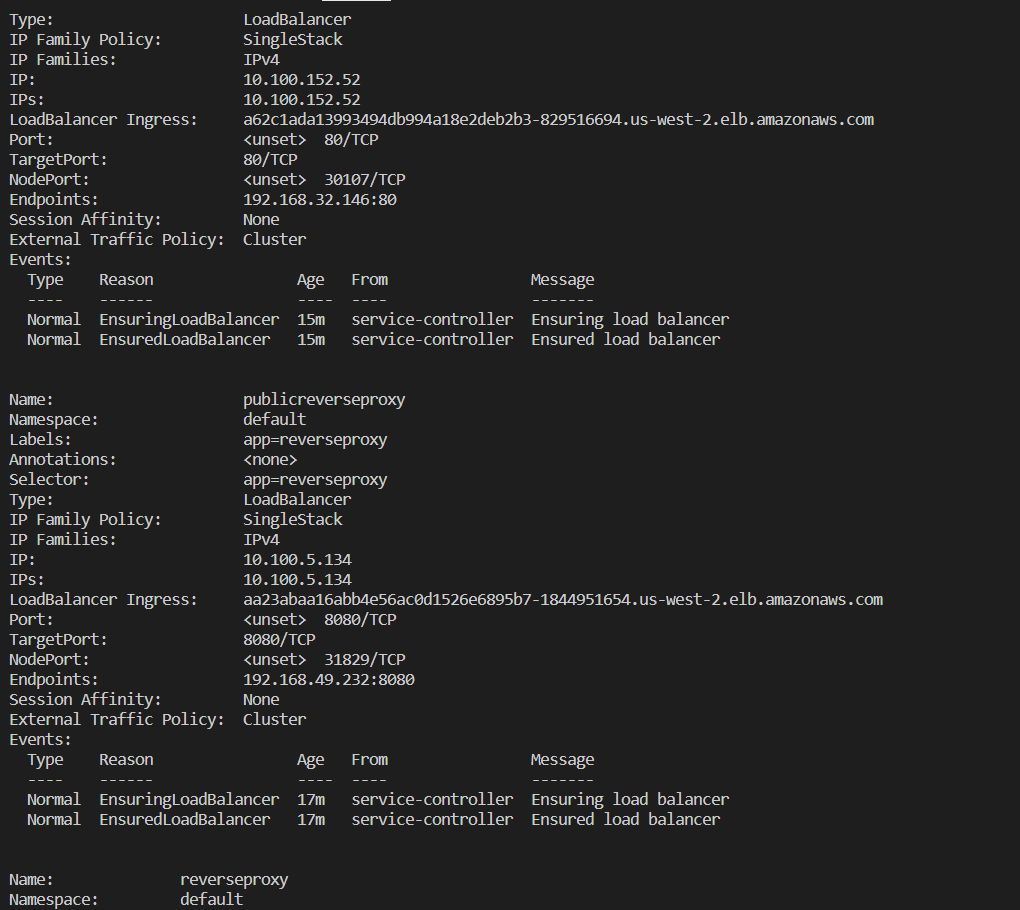 Type:                     LoadBalancer
IP Family Policy:         SingleStack
IP Families:              IPv4
IP:                       10.100.152.52
IPs:                      10.100.152.52
LoadBalancer Ingress:     a62c1ada13993494db994a18e2deb2b3-829516694.us-west-2.elb.amazonaws.com
Port:                     <unset>  80/TCP
TargetPort:               80/TCP
NodePort:                 <unset>  30107/TCP
Endpoints:                192.168.32.146:80
Session Affinity:         None
External Traffic Policy:  Cluster
Events:
  Type    Reason                Age   From                Message
  ----    ------                ----  ----                -------
  Normal  EnsuringLoadBalancer  15m   service-controller  Ensuring load balancer
  Normal  EnsuredLoadBalancer   15m   service-controller  Ensured load balancer
Name:                     publicreverseproxy
Namespace:                default
Labels:                   app=reverseproxy
Annotations:              <none>
Selector:                 app=reverseproxy
Type:                     LoadBalancer
IP Family Policy:         SingleStack
IP Families:              IPv4
IP:                       10.100.5.134
IPs:                      10.100.5.134
LoadBalancer Ingress:     aa23abaa16abb4e56ac0d1526e6895b7-1844951654.us-west-2.elb.amazonaws.com
Port:                     <unset>  8080/TCP
TargetPort:               8080/TCP
NodePort:                 <unset>  31829/TCP
Endpoints:                192.168.49.232:8080
Session Affinity:         None
External Traffic Policy:  Cluster
Events:
  Type    Reason                Age   From                Message
  ----    ------                ----  ----                -------
  Normal  EnsuringLoadBalancer  17m   service-controller  Ensuring load balancer
  Normal  EnsuredLoadBalancer   17m   service-controller  Ensured load balancer
Name:              reverseproxy
Namespace:         default